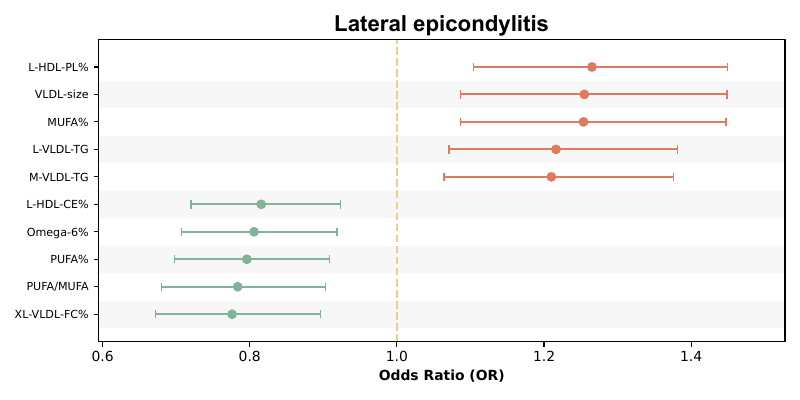 Lateral epicondylitis
L-HDL-PL%
VLDL-size
MUFA%
L-VLDL-TG
M-VLDL-TG
L-HDL-CE%
Omega-6%
PUFA%
PUFA/MUFA
XL-VLDL-FC%
0.6 0.8 1.0 1.2 1.4
Odds Ratio (OR)